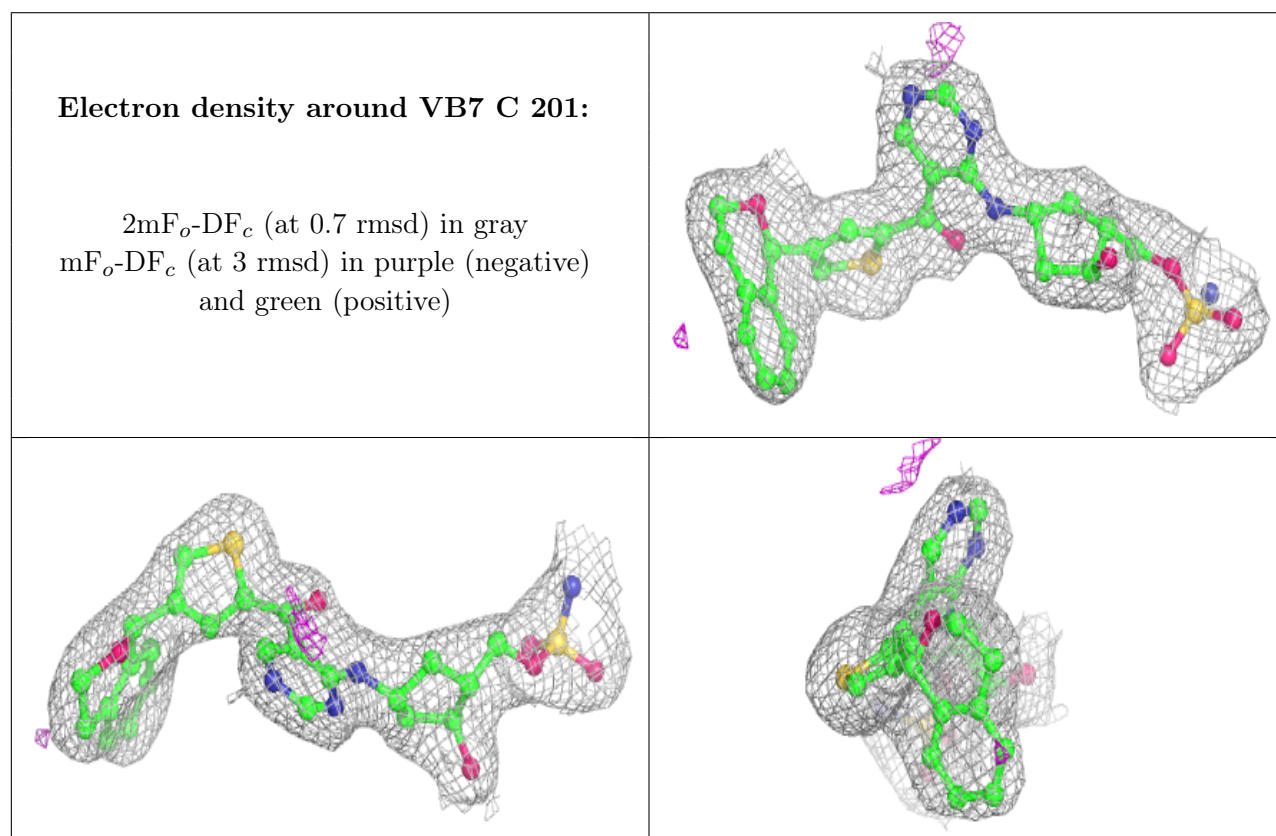 Electron density around VB7 C 201:
2mFo-DFc (at 0.7 rmsd) in gray
mFo-DFc (at 3 rmsd) in purple (negative)
and green (positive)